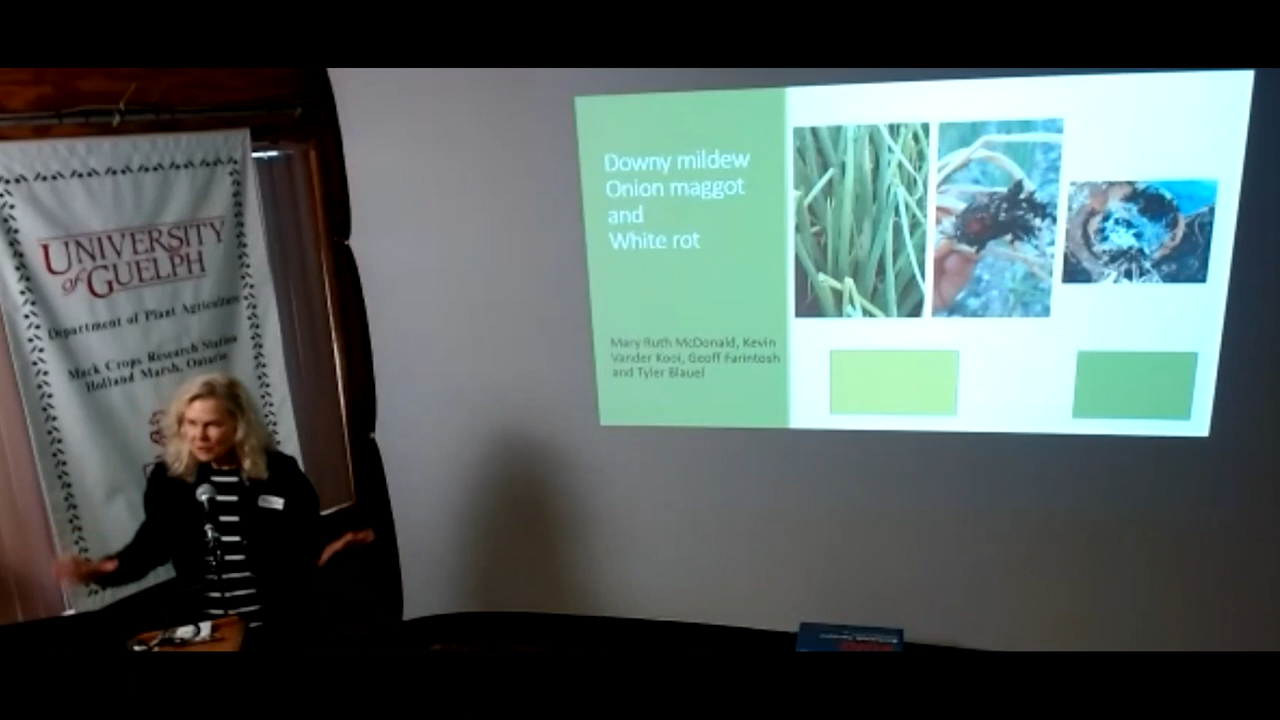 UNIVERSITY
of GUELPH
Department of Plant Agriculture
Muck Crops Research Station
Holland Marsh, Ontario
Downy mildew
Onion maggot
and
White rot
Mary Ruth McDonald, Kevin
Vander Kooi, Geoff Farintosh
and Tyler Blauel